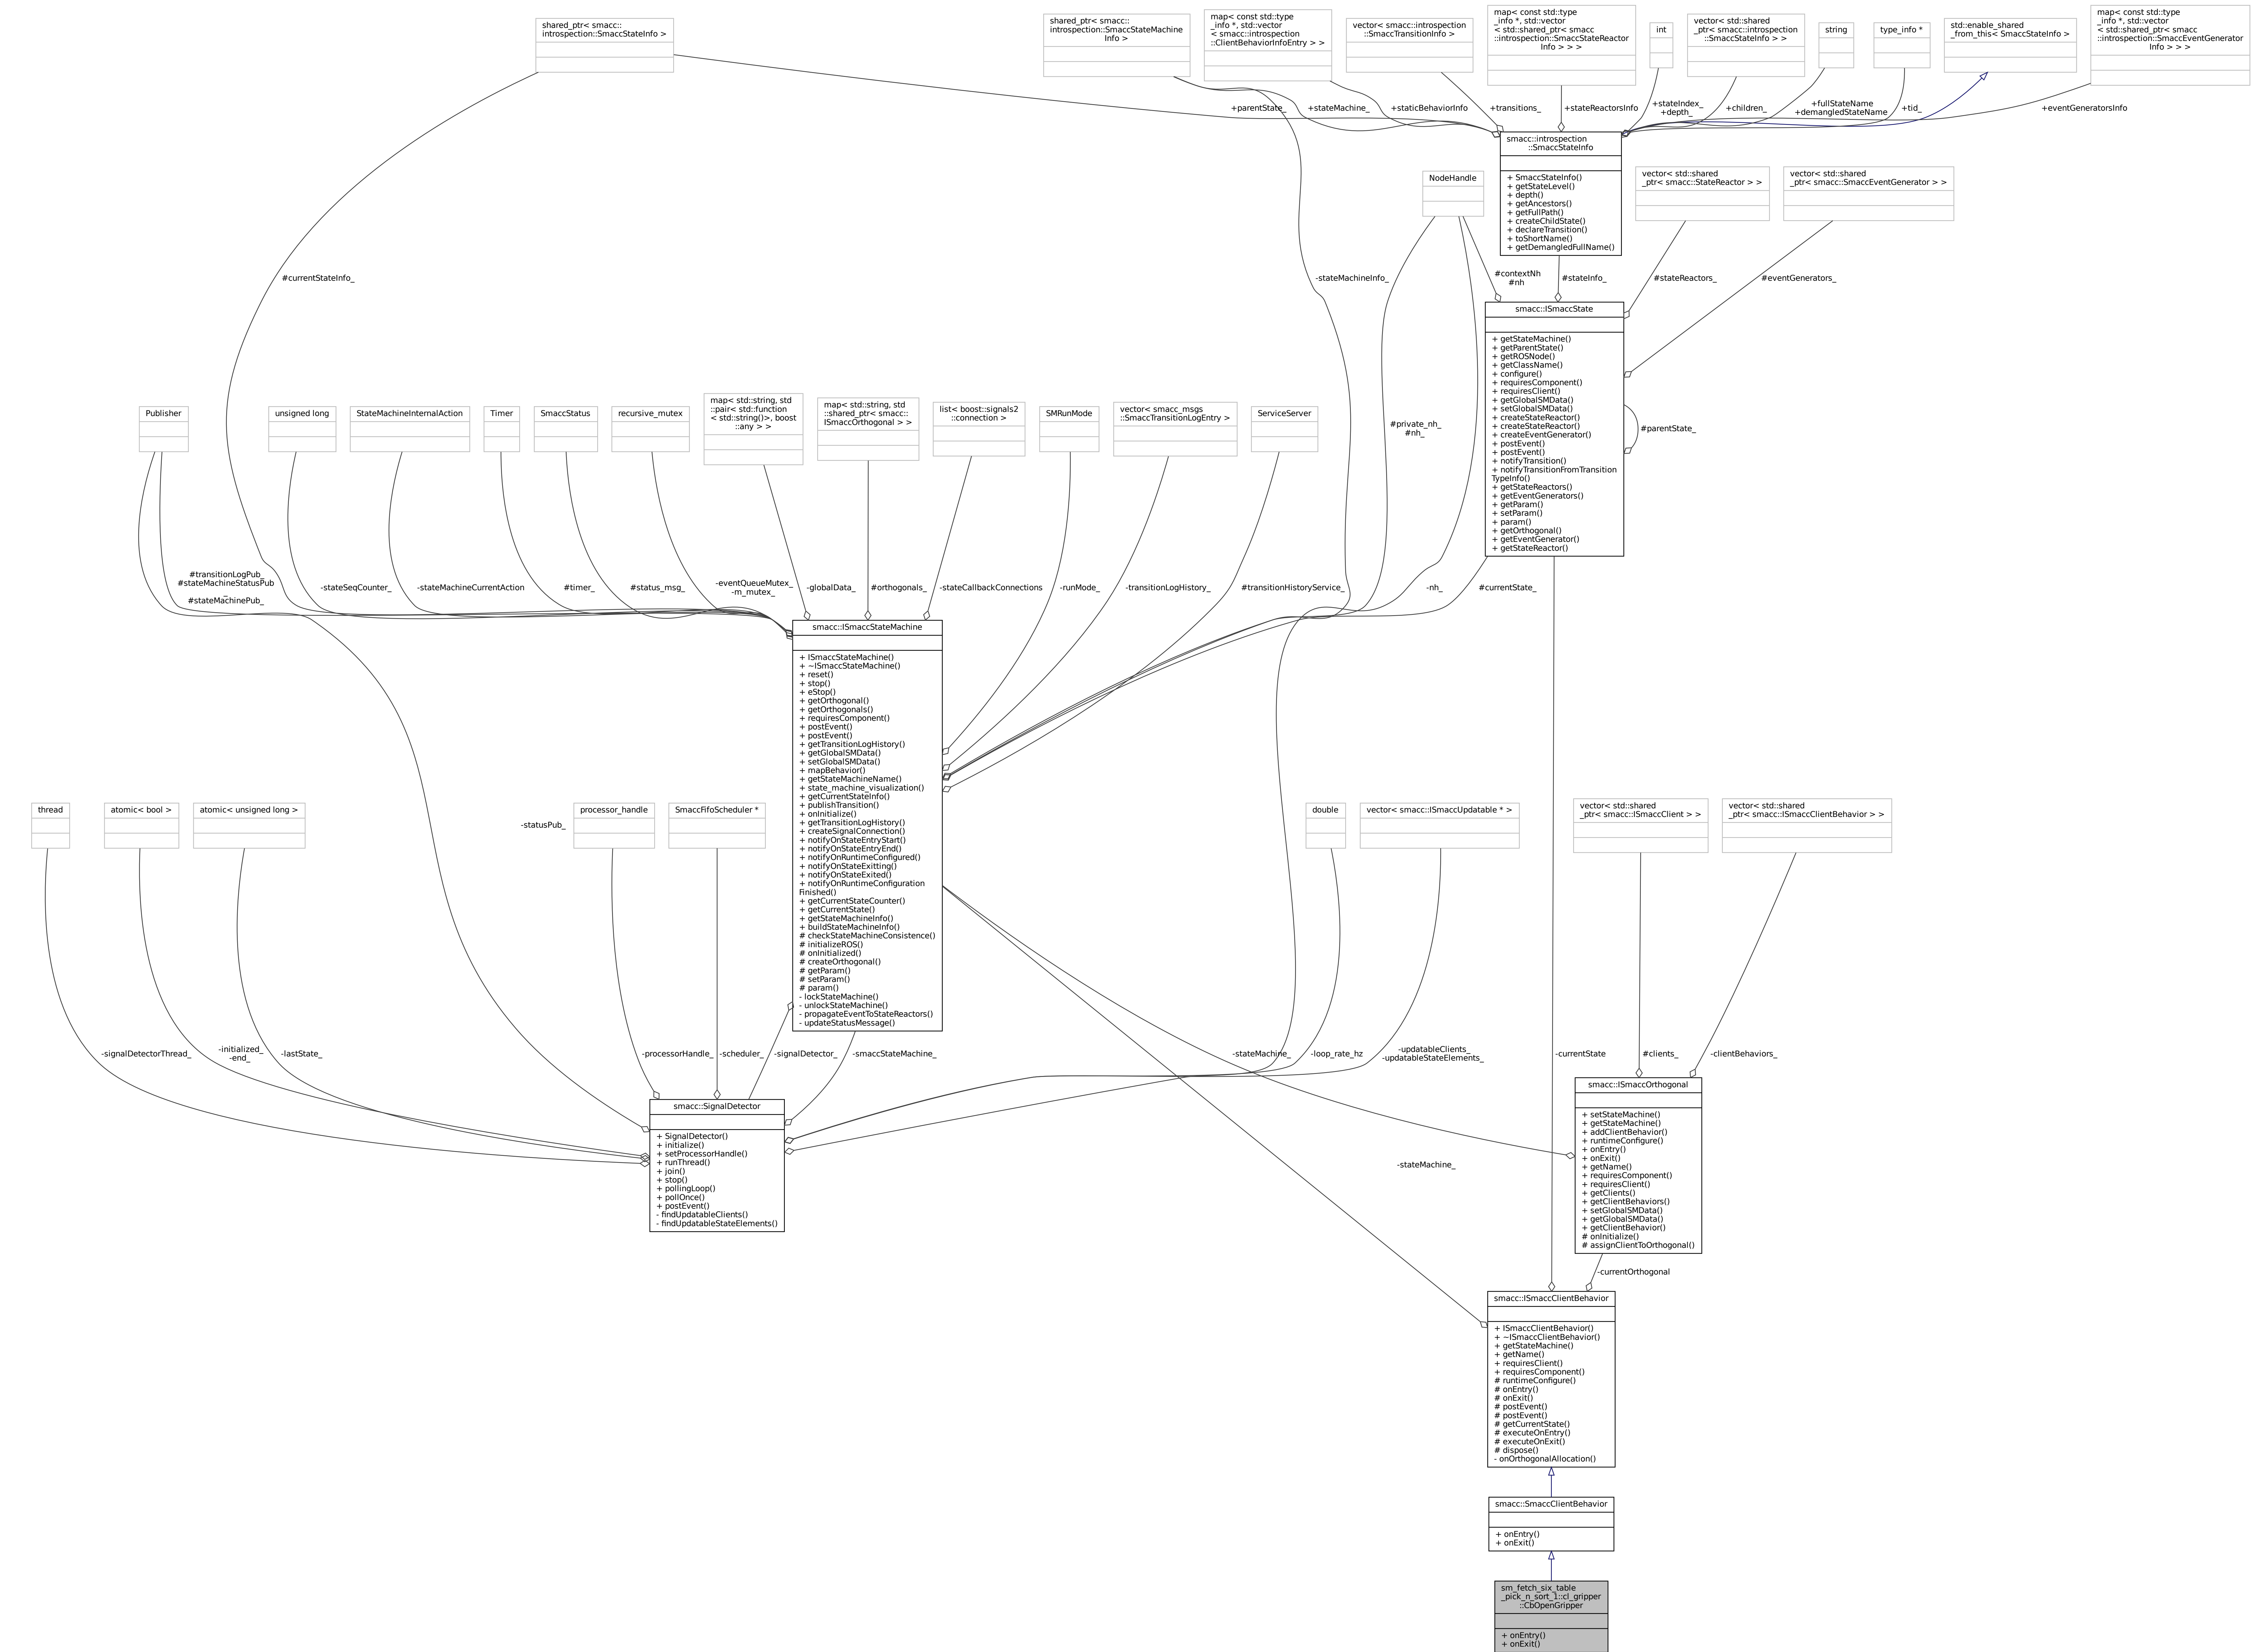 shared_ptr< smacc::
introspection::SmaccStateInfo >
shared_ptr< smacc::
introspection::SmaccStateMachine
Info >
map< const std::type
_info *, std::vector
< smacc::introspection
::ClientBehaviorInfoEntry > >
vector< smacc::introspection
::SmaccTransitionInfo >
map< const std::type
_info *, std::vector
< std::shared_ptr< smacc
::introspection::SmaccStateReactor
Info > > >
int
vector< std::shared
_ptr< smacc::introspection
::SmaccStateInfo > >
string
type_info *
std::enable_shared
_from_this< SmaccStateInfo >
map< const std::type
_info *, std::vector
< std::shared_ptr< smacc
::introspection::SmaccEventGenerator
Info > > >
+parentState_
+stateMachine_
+staticBehaviorInfo
+transitions_
+stateReactorsInfo
+stateIndex_
+depth_
+children_
+fullStateName
+demangledStateName
+tid_
+eventGeneratorsInfo
smacc::introspection
::SmaccStateInfo
+ SmaccStateInfo()
+ getStateLevel()
+ depth()
+ getAncestors()
+ getFullPath()
+ createChildState()
+ declareTransition()
+ toShortName()
+ getDemangledFullName()
NodeHandle
vector< std::shared
_ptr< smacc::StateReactor > >
vector< std::shared
_ptr< smacc::SmaccEventGenerator > >
#currentStateInfo_
-stateMachineInfo_
#contextNh
#nh
#stateInfo_
#stateReactors_
#eventGenerators_
smacc::ISmaccState
+ getStateMachine()
+ getParentState()
+ getROSNode()
+ getClassName()
+ configure()
+ requiresComponent()
+ requiresClient()
+ getGlobalSMData()
+ setGlobalSMData()
+ createStateReactor()
+ createStateReactor()
+ createEventGenerator()
+ postEvent()
+ postEvent()
+ notifyTransition()
+ notifyTransitionFromTransition
TypeInfo()
+ getStateReactors()
+ getEventGenerators()
+ getParam()
+ setParam()
+ param()
+ getOrthogonal()
+ getEventGenerator()
+ getStateReactor()
#parentState_
Publisher
unsigned long
StateMachineInternalAction
Timer
SmaccStatus
recursive_mutex
map< std::string, std
::pair< std::function
< std::string()>, boost
::any > >
map< std::string, std
::shared_ptr< smacc::
ISmaccOrthogonal > >
list< boost::signals2
::connection >
SMRunMode
vector< smacc_msgs
::SmaccTransitionLogEntry >
ServiceServer
#private_nh_
#nh_
#transitionLogPub_
#stateMachineStatusPub
_
#stateMachinePub_
-stateSeqCounter_
-stateMachineCurrentAction
#timer_
#status_msg_
-eventQueueMutex_
-m_mutex_
-globalData_
#orthogonals_
-stateCallbackConnections
-runMode_
-transitionLogHistory_
#transitionHistoryService_
-nh_
#currentState_
smacc::ISmaccStateMachine
+ ISmaccStateMachine()
+ ~ISmaccStateMachine()
+ reset()
+ stop()
+ eStop()
+ getOrthogonal()
+ getOrthogonals()
+ requiresComponent()
+ postEvent()
+ postEvent()
+ getTransitionLogHistory()
+ getGlobalSMData()
+ setGlobalSMData()
+ mapBehavior()
+ getStateMachineName()
+ state_machine_visualization()
+ getCurrentStateInfo()
+ publishTransition()
+ onInitialize()
+ getTransitionLogHistory()
+ createSignalConnection()
+ notifyOnStateEntryStart()
+ notifyOnStateEntryEnd()
+ notifyOnRuntimeConfigured()
+ notifyOnStateExitting()
+ notifyOnStateExited()
+ notifyOnRuntimeConfiguration
Finished()
+ getCurrentStateCounter()
+ getCurrentState()
+ getStateMachineInfo()
+ buildStateMachineInfo()
# checkStateMachineConsistence()
# initializeROS()
# onInitialized()
# createOrthogonal()
# getParam()
# setParam()
# param()
- lockStateMachine()
- unlockStateMachine()
- propagateEventToStateReactors()
- updateStatusMessage()
thread
atomic< bool >
atomic< unsigned long >
-statusPub_
processor_handle
SmaccFifoScheduler *
double
vector< smacc::ISmaccUpdatable * >
vector< std::shared
_ptr< smacc::ISmaccClient > >
vector< std::shared
_ptr< smacc::ISmaccClientBehavior > >
-signalDetectorThread_
-initialized_
-end_
-lastState_
-processorHandle_
-scheduler_
-signalDetector_
-smaccStateMachine_
-stateMachine_
-loop_rate_hz
-updatableClients_
-updatableStateElements_
-currentState
#clients_
-clientBehaviors_
smacc::SignalDetector
+ SignalDetector()
+ initialize()
+ setProcessorHandle()
+ runThread()
+ join()
+ stop()
+ pollingLoop()
+ pollOnce()
+ postEvent()
- findUpdatableClients()
- findUpdatableStateElements()
smacc::ISmaccOrthogonal
+ setStateMachine()
+ getStateMachine()
+ addClientBehavior()
+ runtimeConfigure()
+ onEntry()
+ onExit()
+ getName()
+ requiresComponent()
+ requiresClient()
+ getClients()
+ getClientBehaviors()
+ setGlobalSMData()
+ getGlobalSMData()
+ getClientBehavior()
# onInitialize()
# assignClientToOrthogonal()
-stateMachine_
-currentOrthogonal
smacc::ISmaccClientBehavior
+ ISmaccClientBehavior()
+ ~ISmaccClientBehavior()
+ getStateMachine()
+ getName()
+ requiresClient()
+ requiresComponent()
# runtimeConfigure()
# onEntry()
# onExit()
# postEvent()
# postEvent()
# getCurrentState()
# executeOnEntry()
# executeOnExit()
# dispose()
- onOrthogonalAllocation()
smacc::SmaccClientBehavior
+ onEntry()
+ onExit()
sm_fetch_six_table
_pick_n_sort_1::cl_gripper
::CbOpenGripper
+ onEntry()
+ onExit()